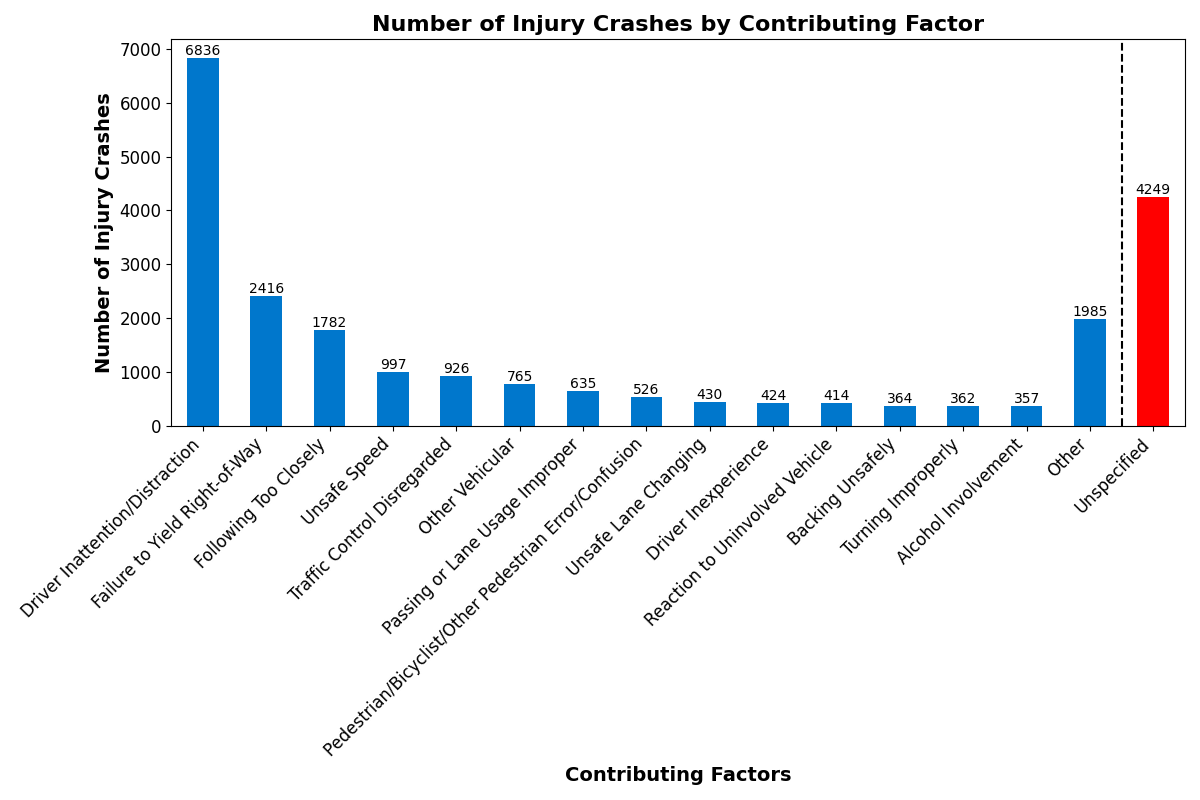 Number of Injury Crashes by Contributing Factor
Number of Injury Crashes
7000
6000
5000
4000
3000
2000
1000
0
6836
2416
1782
997
926
765
635
526
430
424
414
364
362
357
1985
4249
Driver Inattention/Distraction
Failure to Yield Right-of-Way
Following Too Closely
Unsafe Speed
Traffic Control Disregarded
Other Vehicular
Passing or Lane Usage Improper
Pedestrian/Bicyclist/Other Pedestrian Error/Confusion
Unsafe Lane Changing
Driver Inexperience
Reaction to Uninvolved Vehicle
Backing Unsafely
Turning Improperly
Alcohol Involvement
Other
Unspecified
Contributing Factors